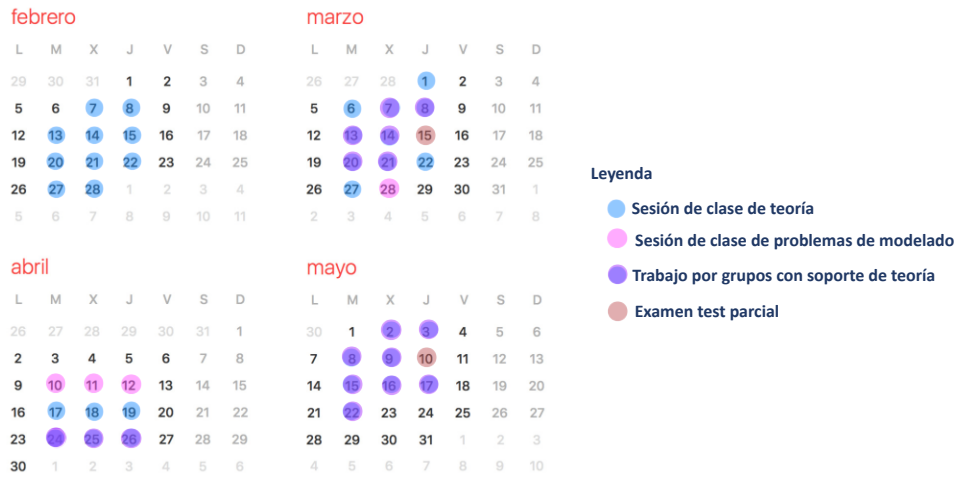 febrero
L M X J V S D
29 30 31 1 2 3 4
5 6 7 8 9 10 11
12 13 14 15 16 17 18
19 20 21 22 23 24 25
26 27 28 1 2 3 4
5 6 7 8 9 10 11
marzo
L M X J V S D
26 27 28 1 2 3 4
5 6 7 8 9 10 11
12 13 14 15 16 17 18
19 20 21 22 23 24 25
26 27 28 29 30 31 1
2 3 4 5 6 7 8
abril
L M X J V S D
26 27 28 29 30 31 1
2 3 4 5 6 7 8
9 10 11 12 13 14 15
16 17 18 19 20 21 22
23 24 25 26 27 28 29
30 1 2 3 4 5 6
mayo
L M X J V S D
30 1 2 3 4 5 6
7 8 9 10 11 12 13
14 15 16 17 18 19 20
21 22 23 24 25 26 27
28 29 30 31 1 2 3
4 5 6 7 8 9 10
Leyenda
Sesión de clase de teoría
Sesión de clase de problemas de modelado
Trabajo por grupos con soporte de teoría
Examen test parcial